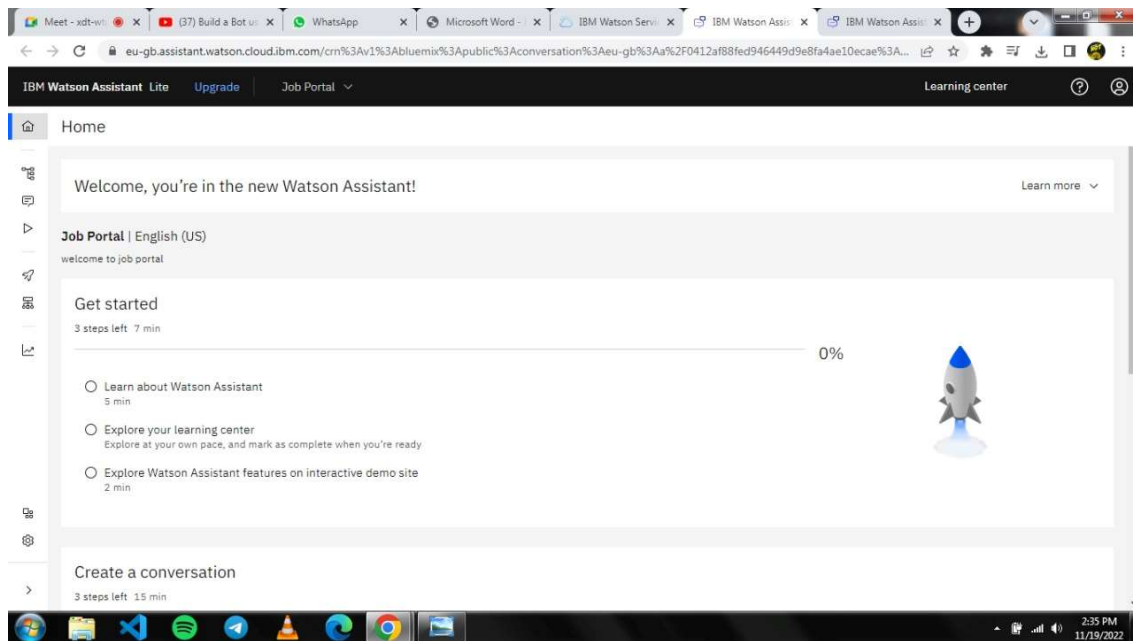 Meet - xdt-wt
(37) Build a Bot us
WhatsApp
Microsoft Word -
IBM Watson Servi
IBM Watson Assis
IBM Watson Assis
eu-gb.assistant.watson.cloud.ibm.com/crn%3Av1%3Abluemix%3Apublic%3Aconversation%3Aeu-gb%3Aa%2F0412af88fed946449d9e8fa4ae10ecae%3A...
IBM Watson Assistant Lite Upgrade Job Portal Learning center
Home
Welcome, you're in the new Watson Assistant! Learn more
Job Portal | English (US)
welcome to job portal
Get started
3 steps left 7 min
0%
Learn about Watson Assistant
5 min
Explore your learning center
Explore at your own pace, and mark as complete when you're ready
Explore Watson Assistant features on interactive demo site
2 min
Create a conversation
3 steps left 15 min
2:35 PM
11/19/2022